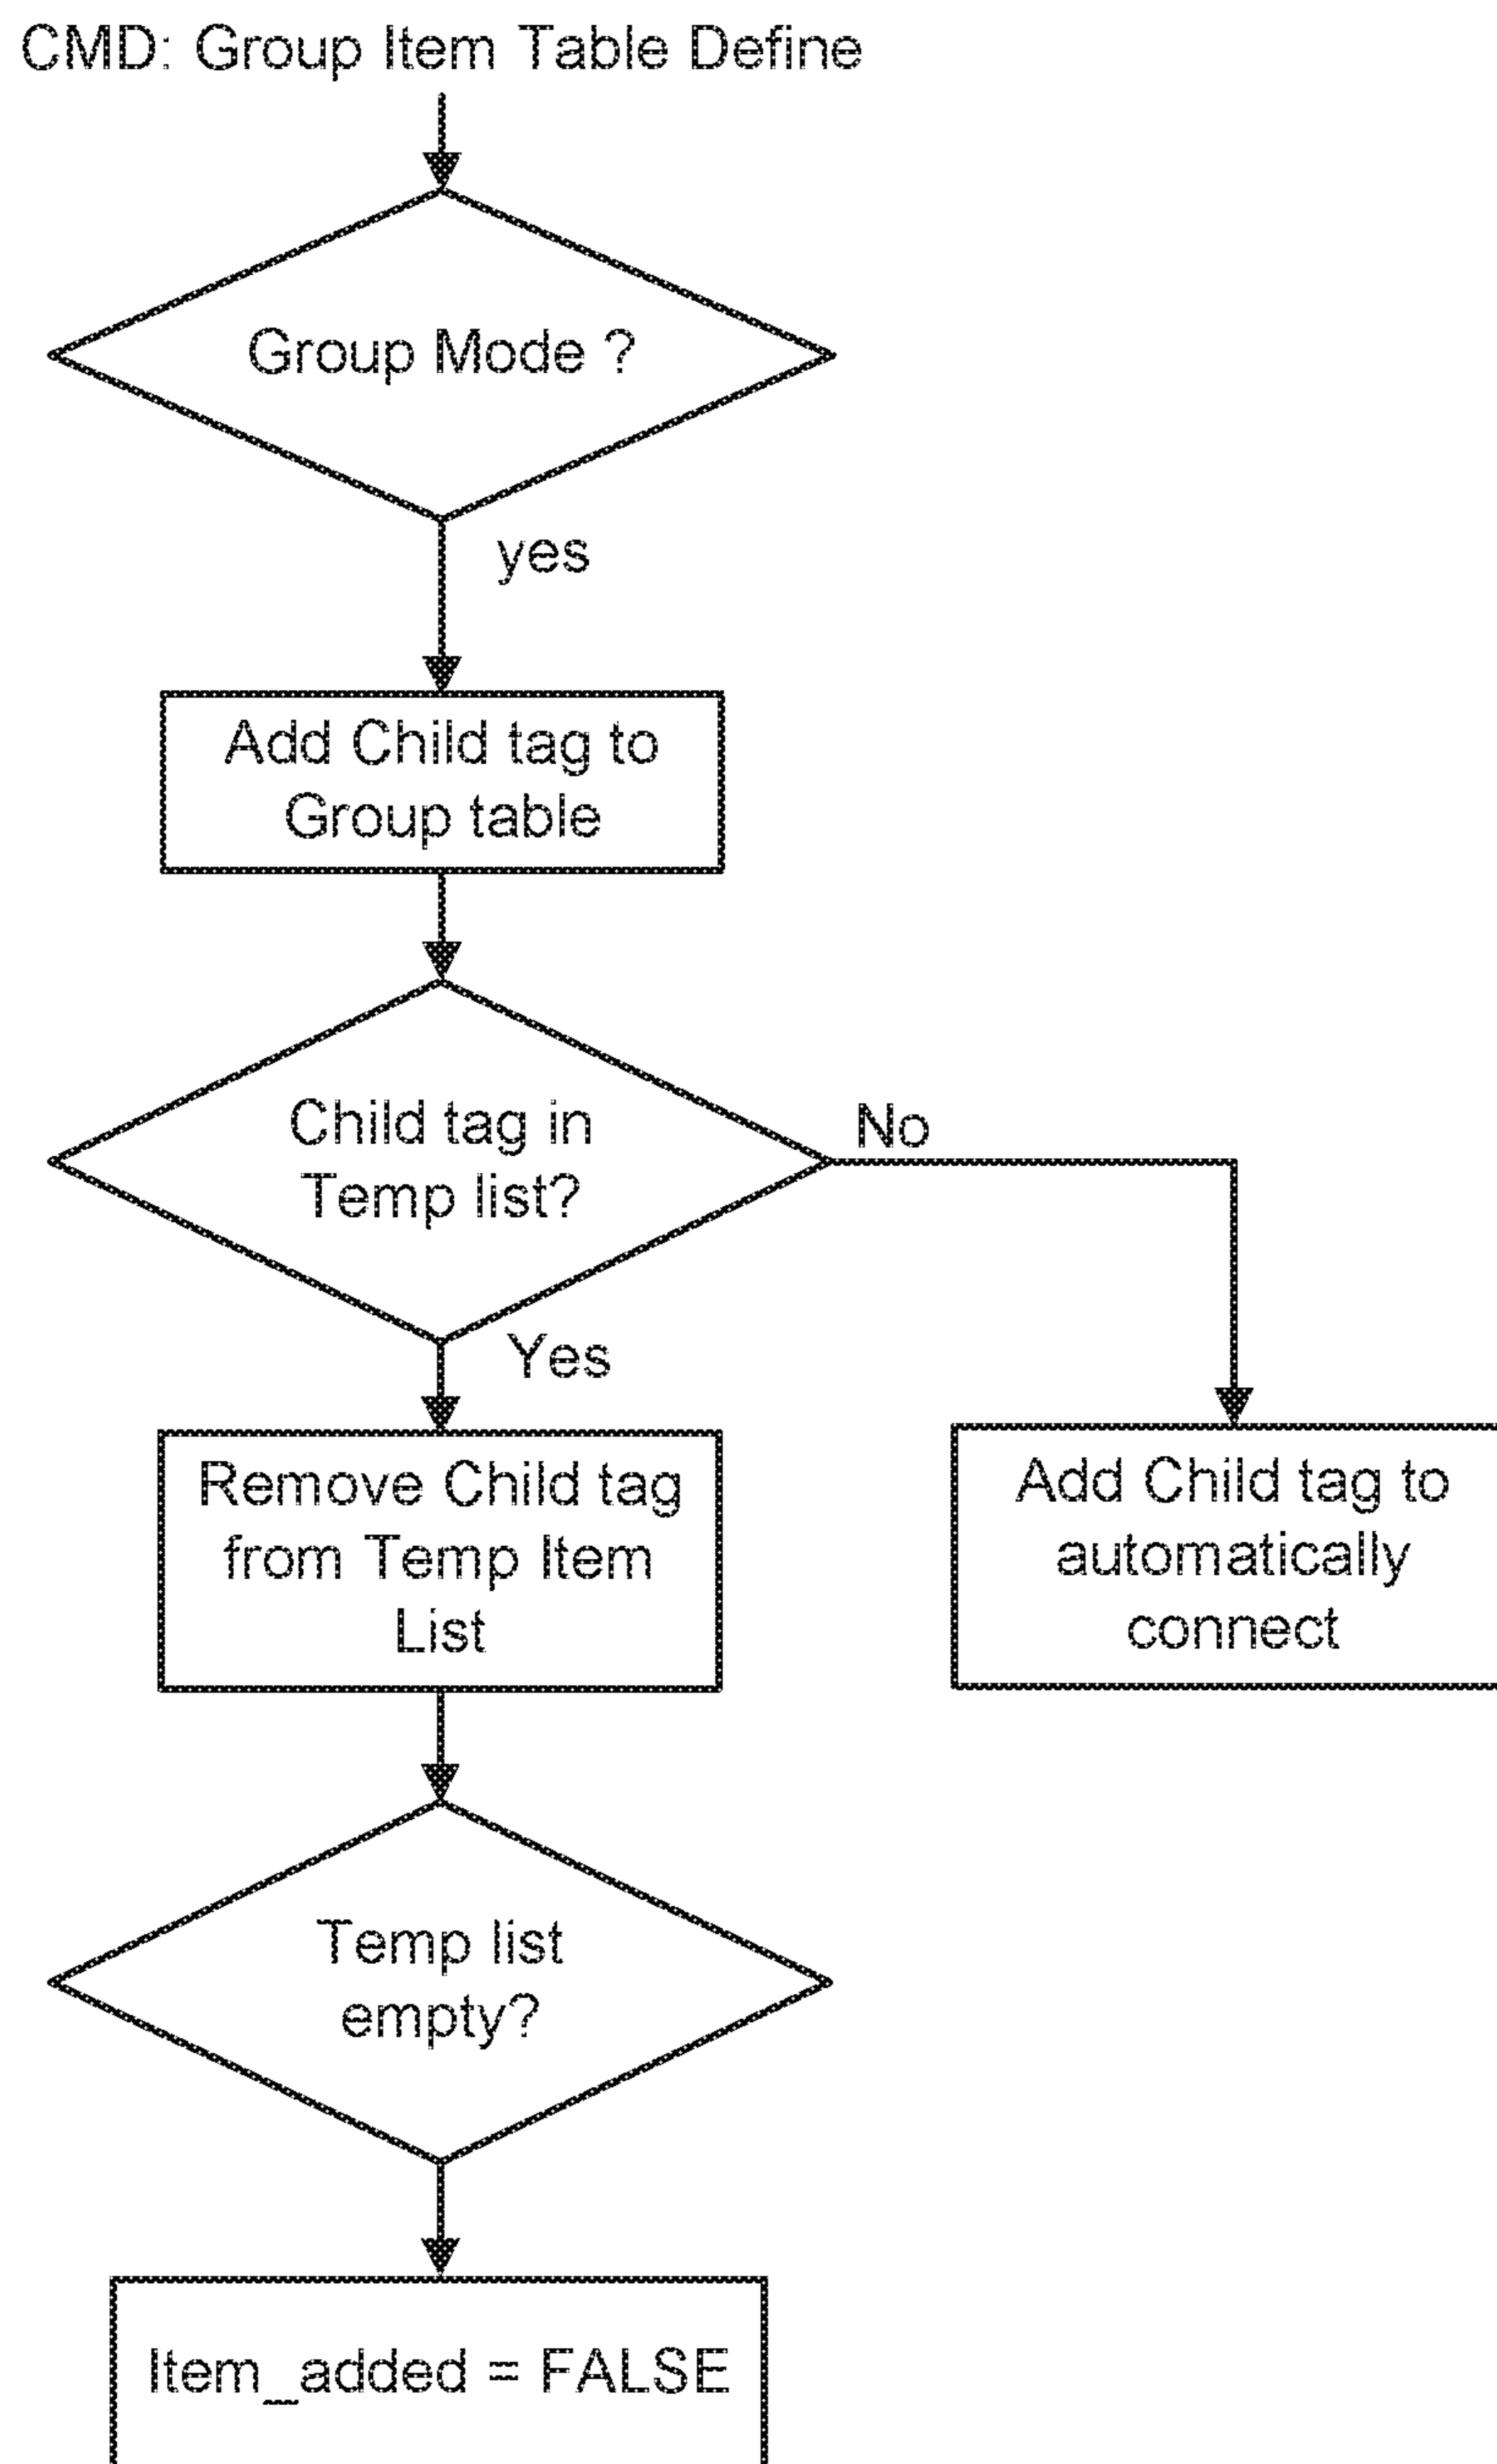 CMD: Group Item Table Define
Group Mode ?
yes
Add Child tag to
Group table
Child tag in
Temp list?
No
Yes
Remove Child tag
from Temp Item
List
Add Child tag to
automatically
connect
Temp list
empty?
Item_added = FALSE